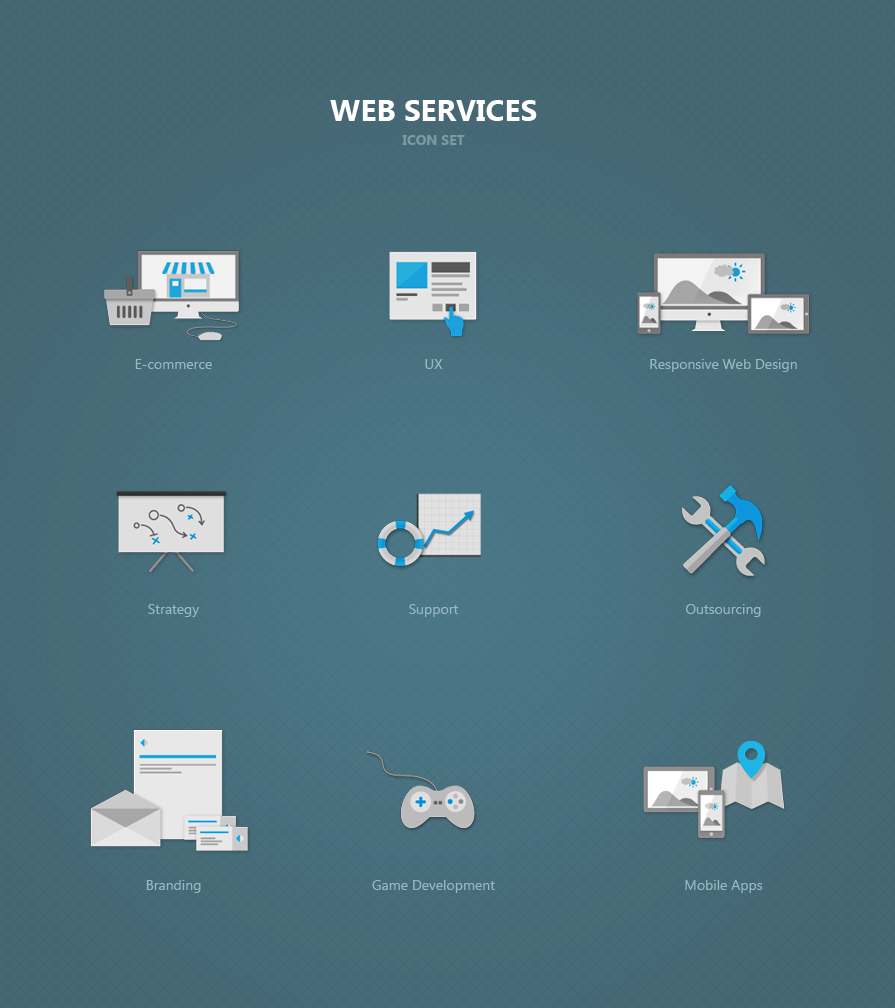 WEB SERVICES
ICON SET
E-commerce
UX
Responsive Web Design
Strategy
Support
Outsourcing
Branding
Game Development
Mobile Apps